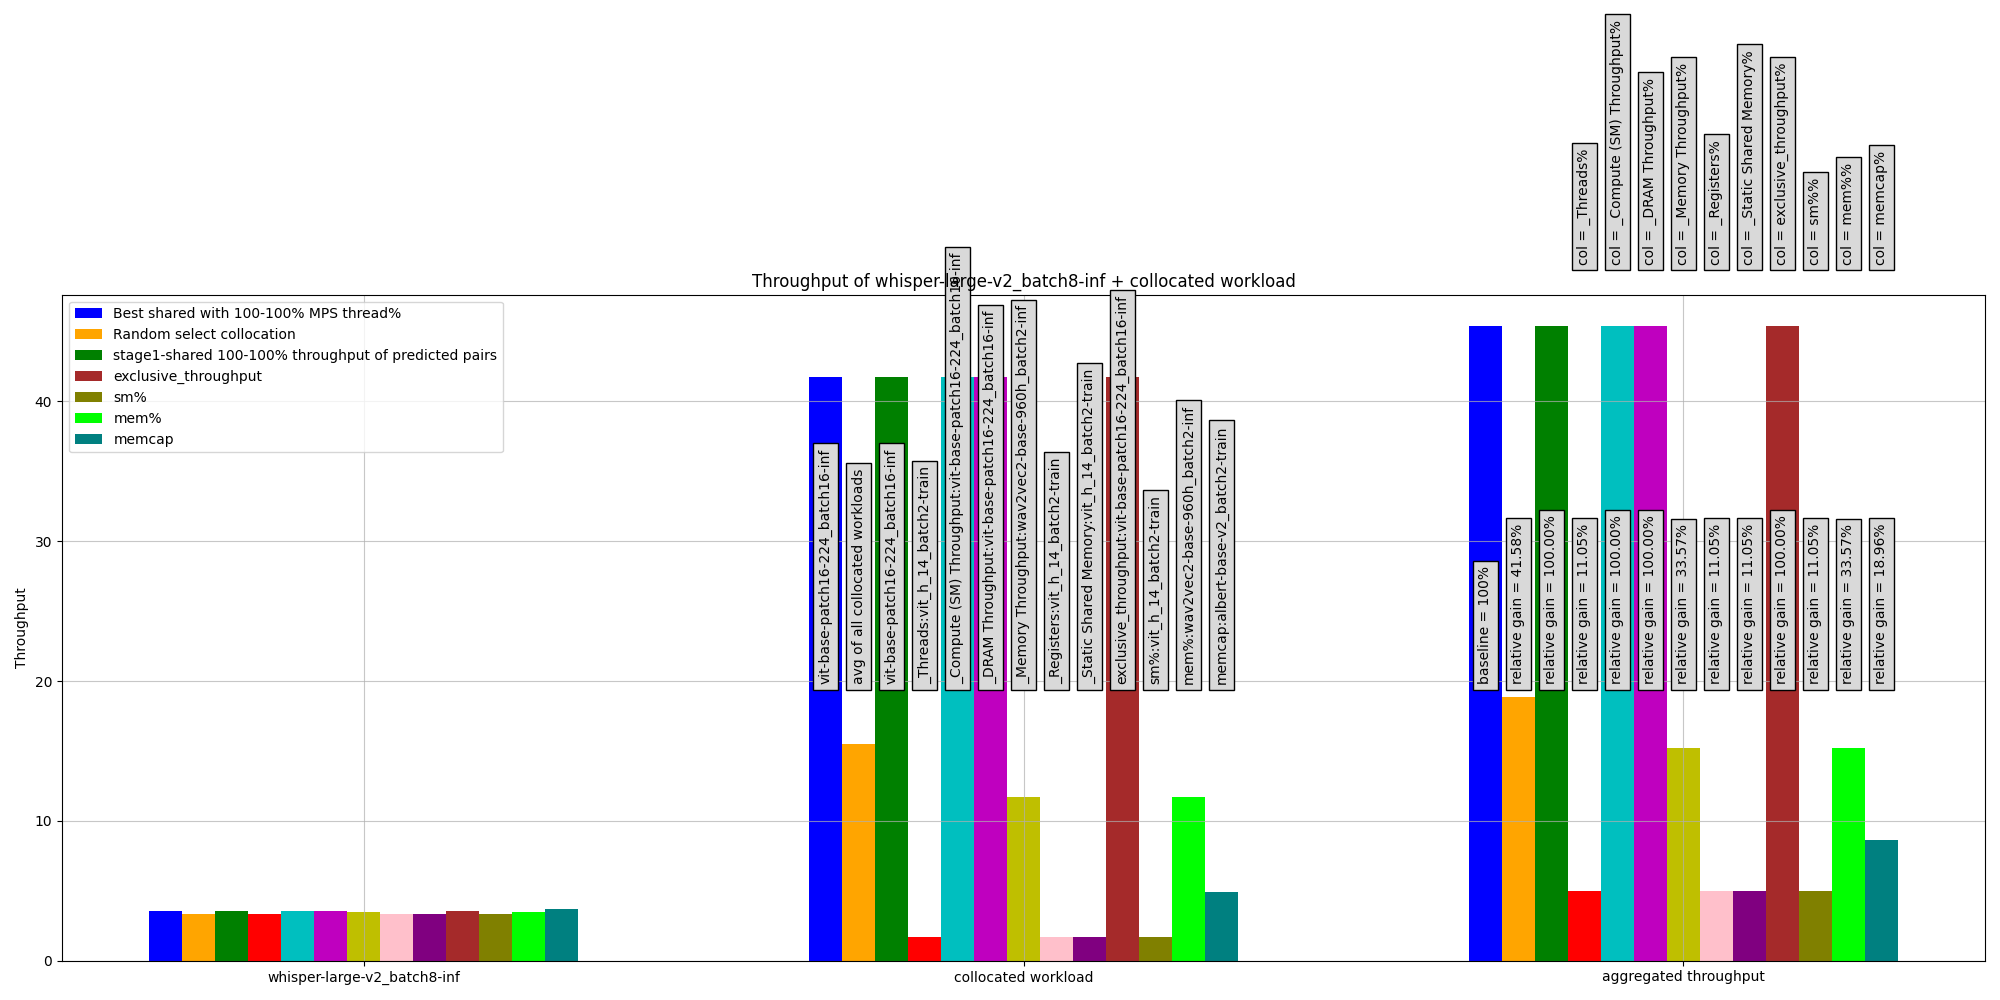 col = _Threads%
col = _Compute (SM) Throughput%
col = _DRAM Throughput%
col = _Memory Throughput%
col = _Registers%
col = _Static Shared Memory%
col = exclusive_throughput%
col = sm%%
col = mem%%
col = memcap%
Throughput of whisper-large-v2_batch8-inf + collocated workload
Best shared with 100-100% MPS thread%
Random select collocation
stage1-shared 100-100% throughput of predicted pairs
exclusive_throughput
sm%
mem%
memcap
Throughput
40
30
20
10
0
vit-base-patch16-224_batch16-inf
avg of all collocated workloads
vit-base-patch16-224_batch16-inf
_Threads:vit_h_14_batch2-train
_Compute (SM) Throughput:vit-base-patch16-224_batch16-inf
_DRAM Throughput:vit-base-patch16-224_batch16-inf
_Memory Throughput:wav2vec2-base-960h_batch2-inf
_Registers:vit_h_14_batch2-train
_Static Shared Memory:vit_h_14_batch2-train
exclusive_throughput:vit-base-patch16-224_batch16-inf
sm%:vit_h_14_batch2-train
mem%:wav2vec2-base-960h_batch2-inf
memcap:albert-base-v2_batch2-train
baseline = 100%
relative gain = 41.58%
relative gain = 100.00%
relative gain = 11.05%
relative gain = 100.00%
relative gain = 100.00%
relative gain = 33.57%
relative gain = 11.05%
relative gain = 11.05%
relative gain = 100.00%
relative gain = 11.05%
relative gain = 33.57%
relative gain = 18.96%
whisper-large-v2_batch8-inf
collocated workload
aggregated throughput